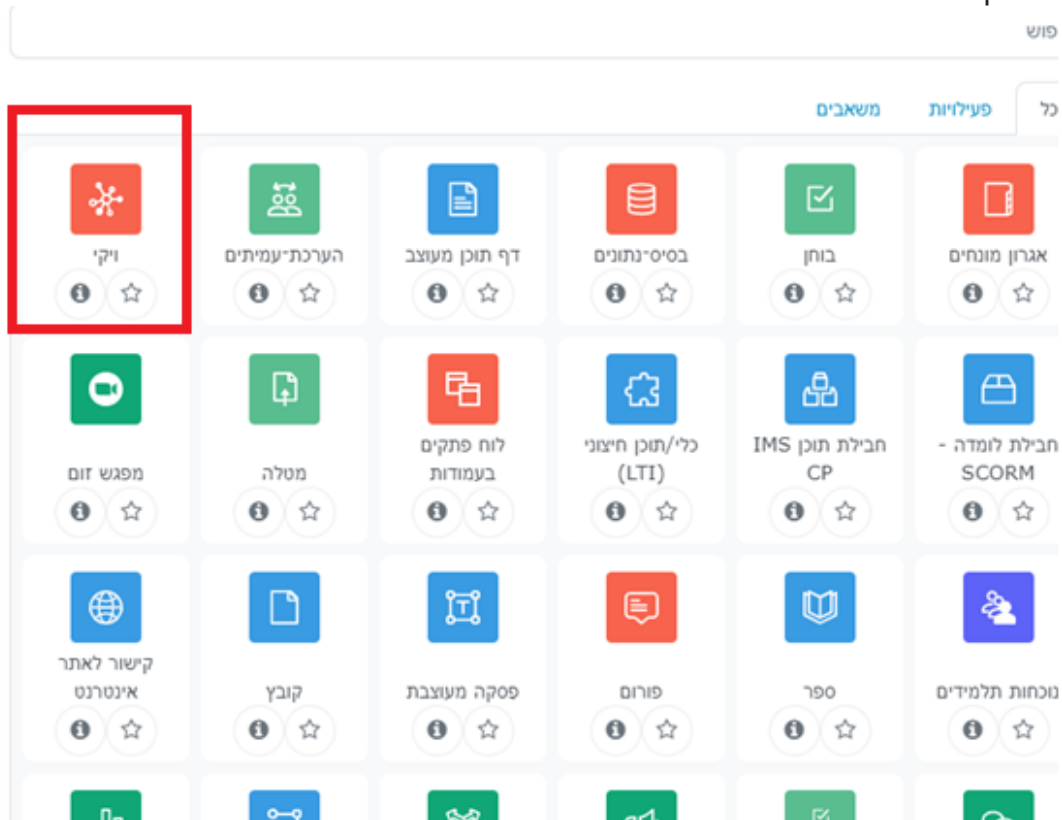 פוש
כל
פעילויות
משאבים
אגרון מונחים
בוחן
בסיס־נתונים
דף תוכן מעוצב
הערכת־עמיתים
ויקי
חבילת לומדה -
SCORM
חבילת תוכן IMS
CP
כלי/תוכן חיצוני
(LTI)
לוח פתקים
בעמודות
מטלה
מפגש זום
נוכחות תלמידים
ספר
פורום
פסקה מעוצבת
קובץ
קישור לאתר
אינטרנט